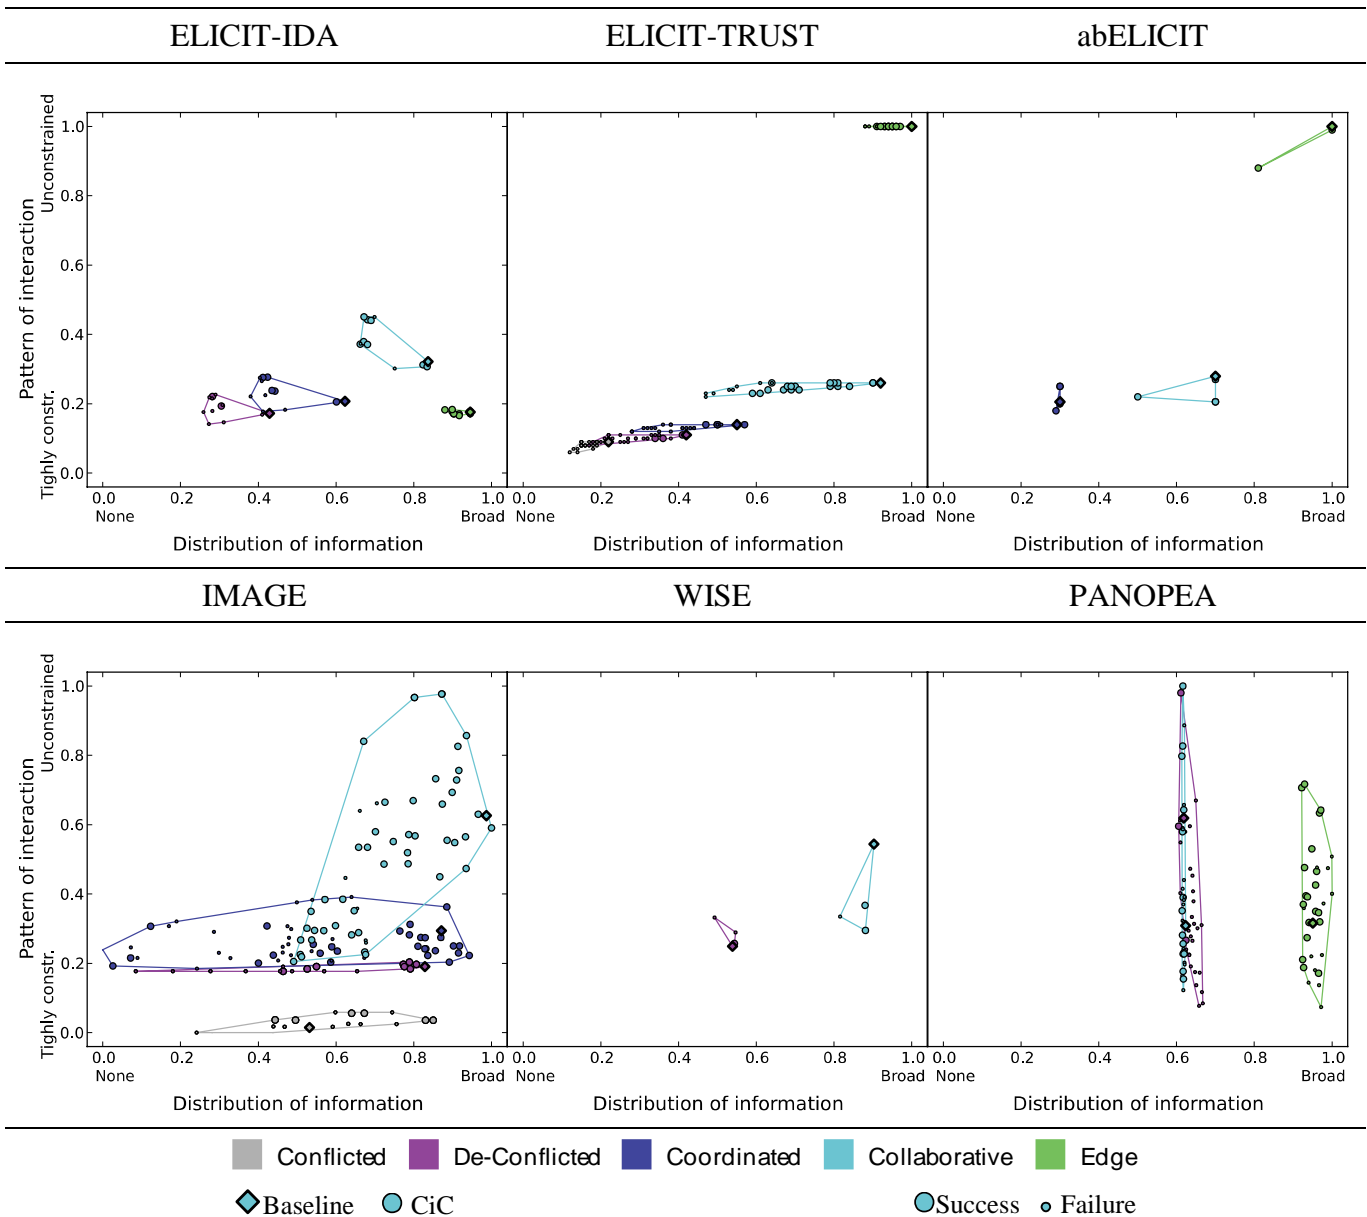 ELICIT-IDA ELICIT-TRUST abELICIT
Pattern of interaction
Tighly constr. Unconstrained
1.0
0.8
0.6
0.4
0.2
0.0
0.0 0.2 0.4 0.6 0.8 1.0 0.0 0.2 0.4 0.6 0.8 1.0 0.0 0.2 0.4 0.6 0.8 1.0
None Broad None Broad None Broad
Distribution of information Distribution of information Distribution of information
IMAGE WISE PANOPEA
Pattern of interaction
Tighly constr. Unconstrained
1.0
0.8
0.6
0.4
0.2
0.0
0.0 0.2 0.4 0.6 0.8 1.0 0.0 0.2 0.4 0.6 0.8 1.0 0.0 0.2 0.4 0.6 0.8 1.0
None Broad None Broad None Broad
Distribution of information Distribution of information Distribution of information
Conflicted De-Conflicted Coordinated Collaborative Edge
Baseline CiC Success Failure